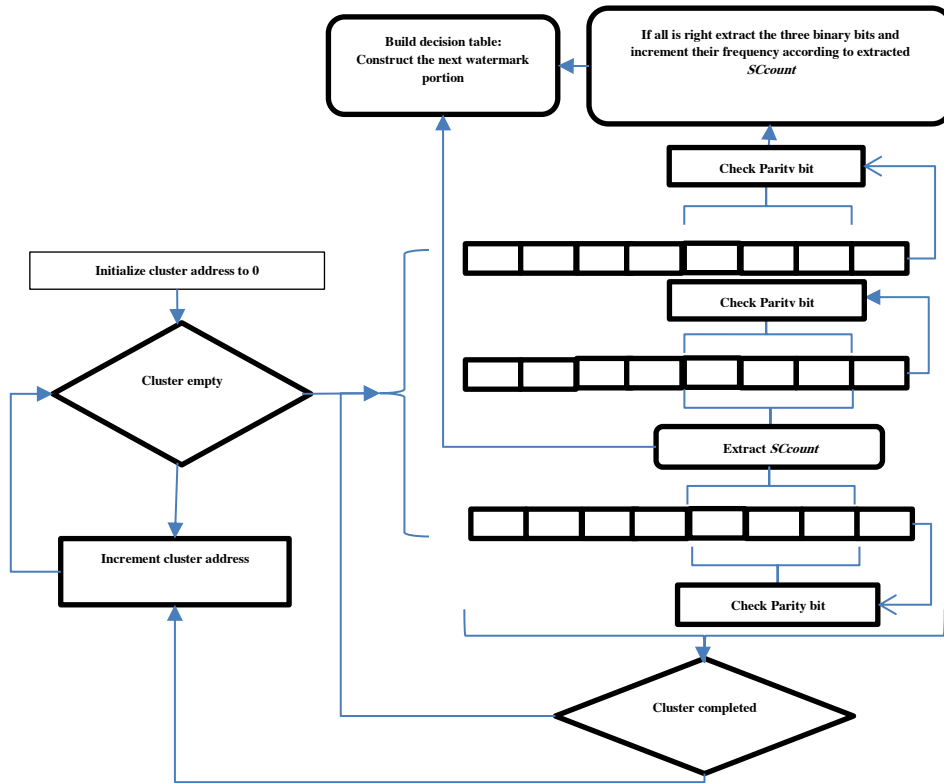 Build decision table:
Construct the next watermark
portion
If all is right extract the three binary bits and
increment their frequency according to extracted
SCcount
Check Parity bit
Initialize cluster address to 0
Check Parity bit
Cluster empty
Extract SCcount
Increment cluster address
Check Parity bit
Cluster completed